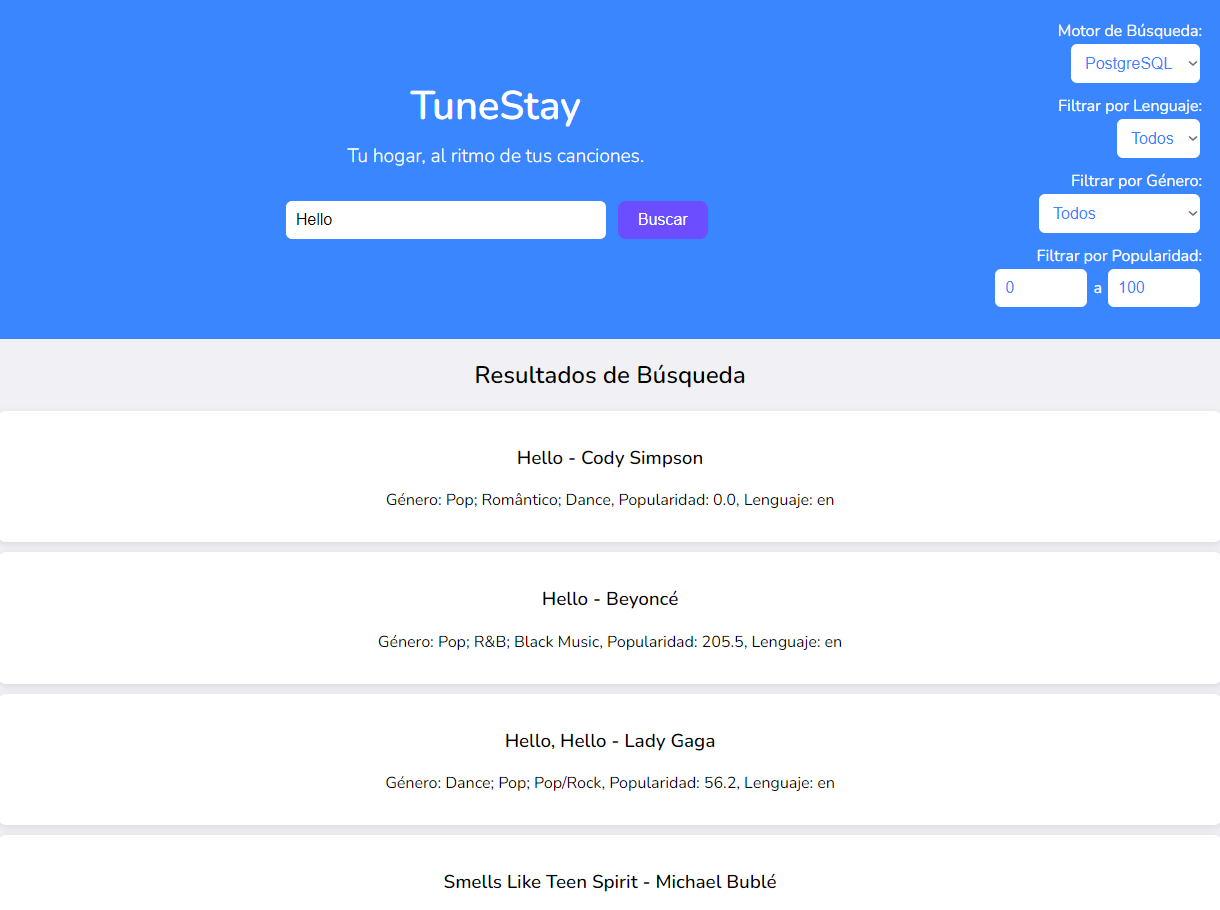 TuneStay
Tu hogar, al ritmo de tus canciones.
Hello
Buscar
Motor de Búsqueda:
PostgreSQL
Filtrar por Lenguaje:
Todos
Filtrar por Género:
Todos
Filtrar por Popularidad:
0 a 100
Resultados de Búsqueda
Hello - Cody Simpson
Género: Pop; Romântico; Dance, Popularidad: 0.0, Lenguaje: en
Hello - Beyoncé
Género: Pop; R&B; Black Music, Popularidad: 205.5, Lenguaje: en
Hello, Hello - Lady Gaga
Género: Dance; Pop; Pop/Rock, Popularidad: 56.2, Lenguaje: en
Smells Like Teen Spirit - Michael Bublé